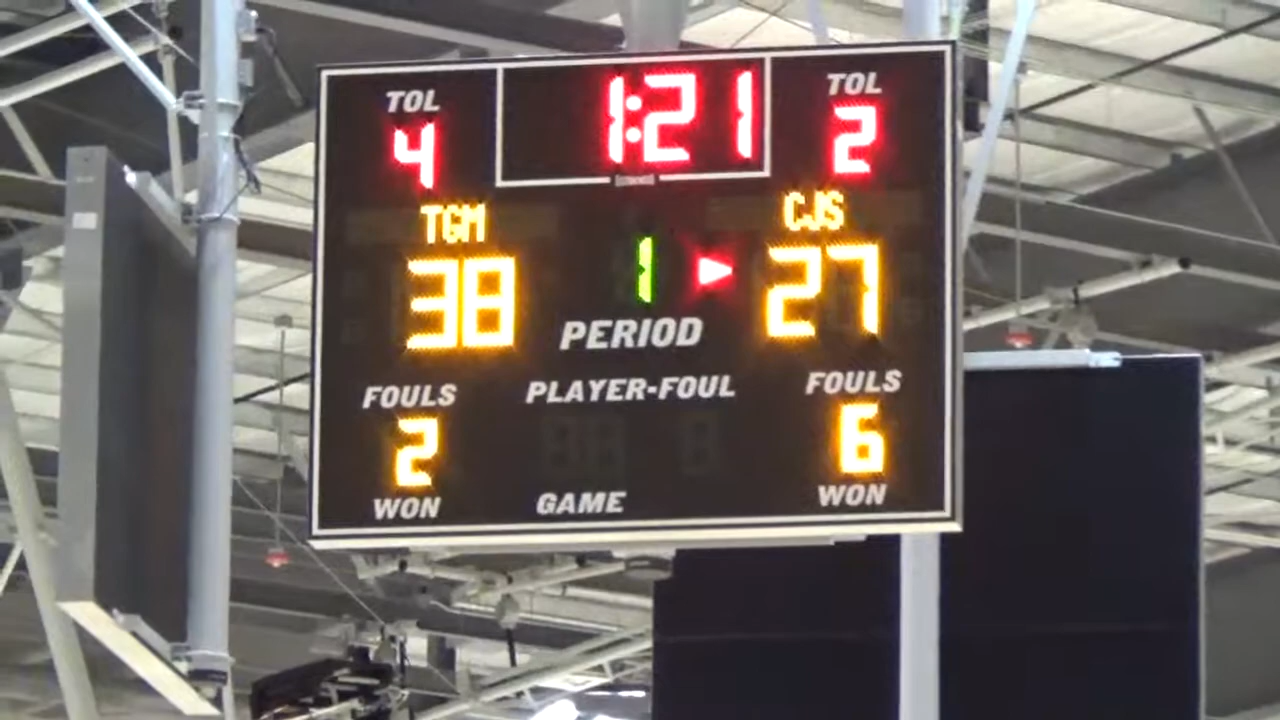 TOL 1:21 TOL
4 2
TGM CJS
38 1 27
PERIOD
FOULS PLAYER-FOUL FOULS
2 6
WON GAME WON